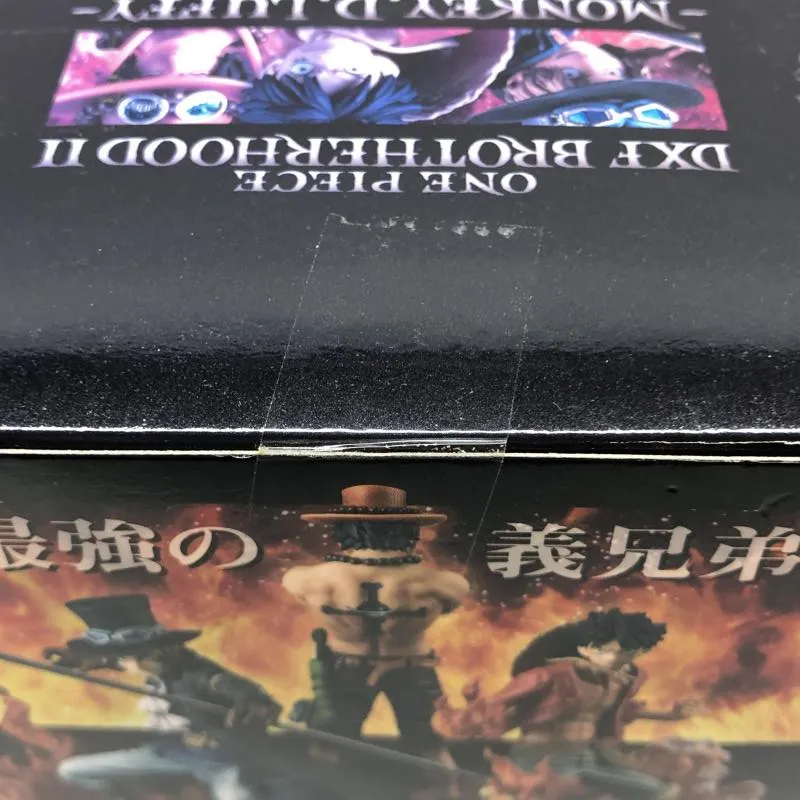 ONE PIECE
DXF BROTHERHOOD II
-MONKEY.D.LUFFY-
最強の 義兄弟